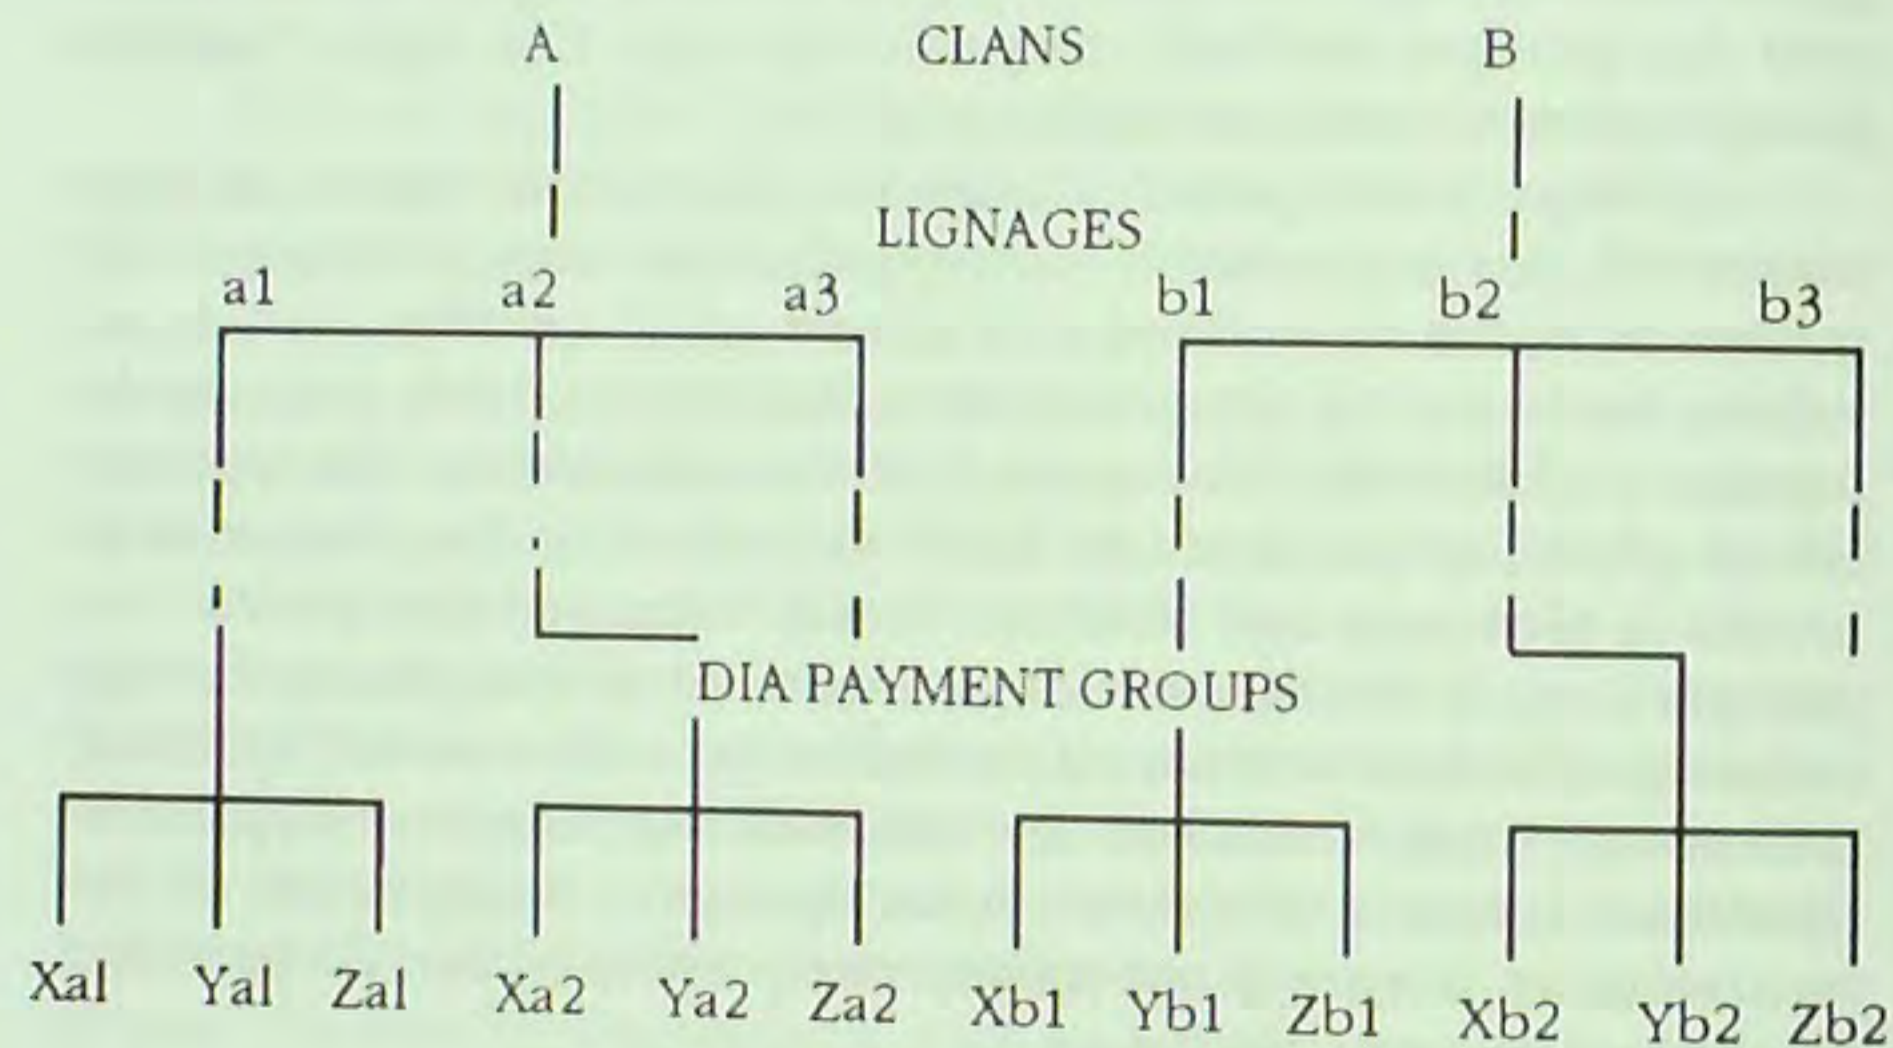 A CLANS B
LIGNAGES
a1 a2 a3 b1 b2 b3
DIA PAYMENT GROUPS
Xa1 Ya1 Za1 Xa2 Ya2 Za2 Xb1 Yb1 Zb1 Xb2 Yb2 Zb2